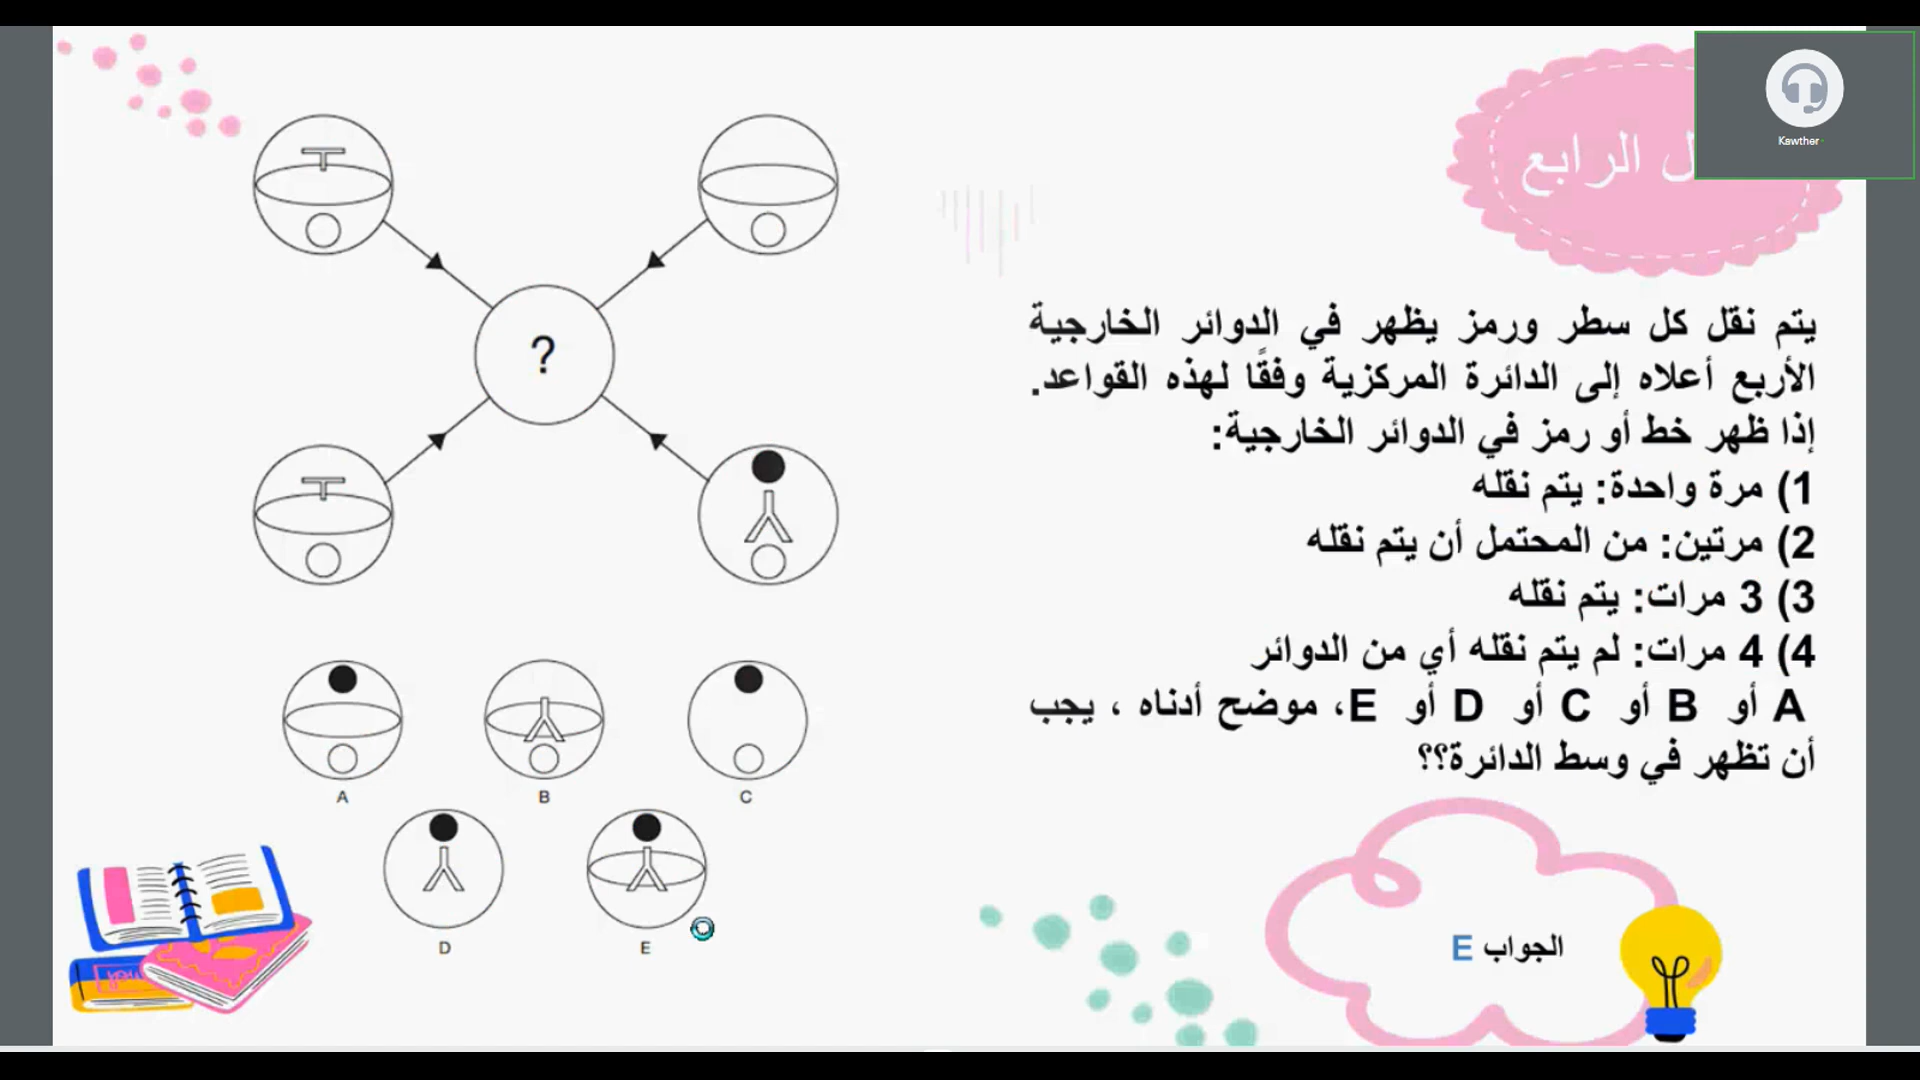 Kawther
ل الرابع
يتم نقل كل سطر ورمز يظهر في الدوائر الخارجية
الأربع أعلاه إلى الدائرة المركزية وفقًا لهذه القواعد.
إذا ظهر خط أو رمز في الدوائر الخارجية:
1) مرة واحدة: يتم نقله
2) مرتين: من المحتمل أن يتم نقله
3) 3 مرات: يتم نقله
4) 4 مرات: لم يتم نقله أي من الدوائر
A أو B أو C أو D أو E، موضح أدناه ، يجب
أن تظهر في وسط الدائرة؟؟
?
A
B
C
D
E
الجواب E